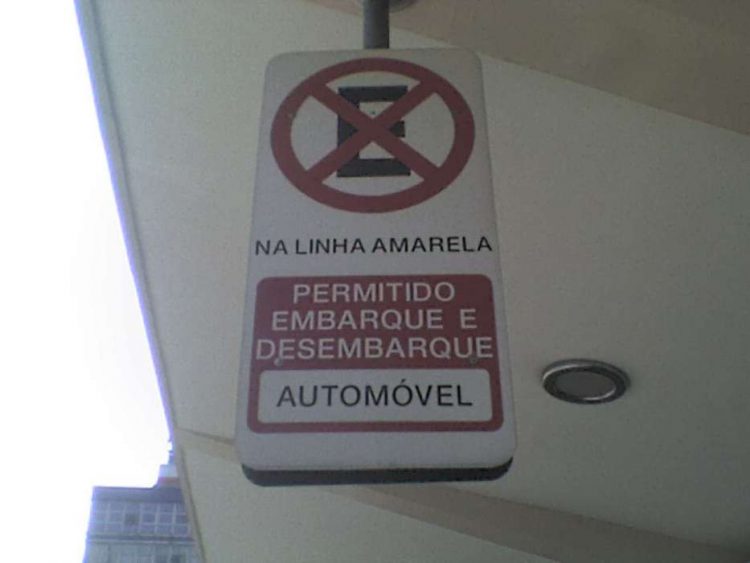 E
NA LINHA AMARELA
PERMITIDO
EMBARQUE E
DESEMBARQUE
AUTOMÓVEL